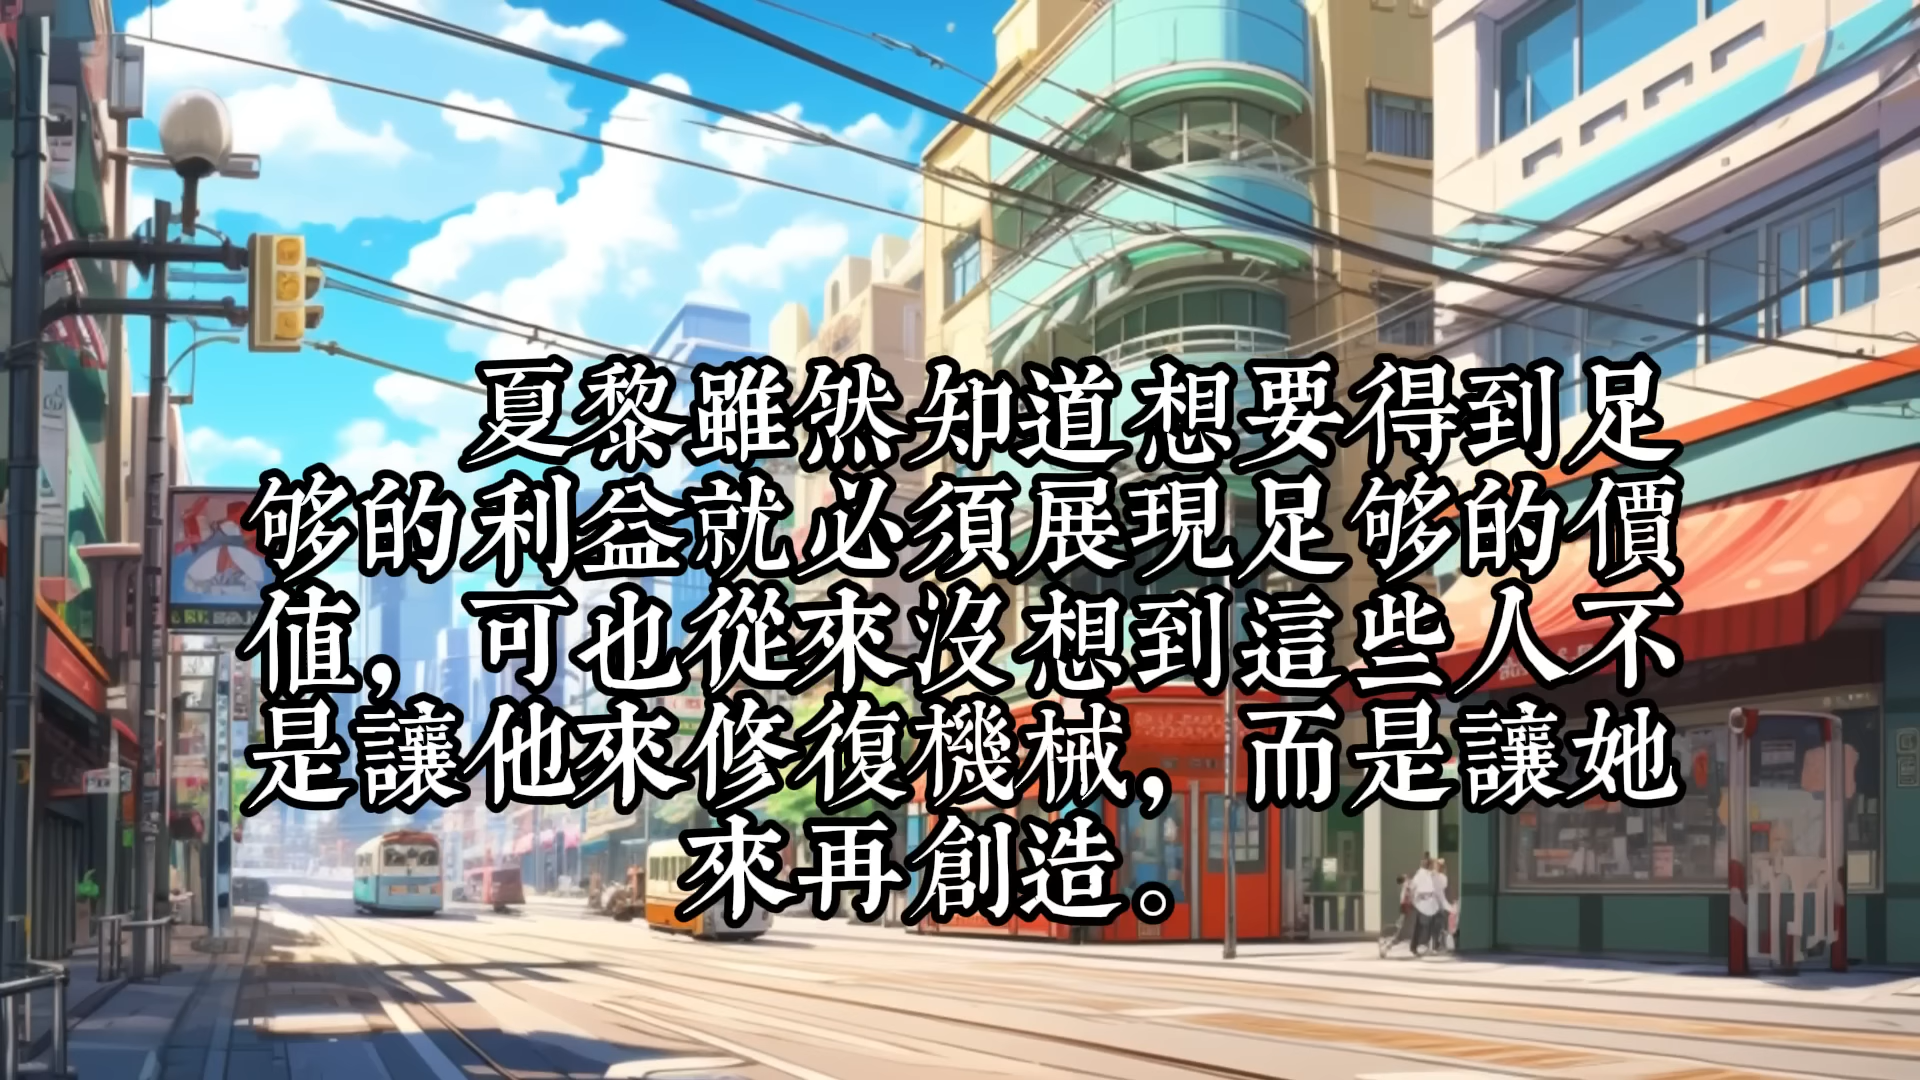 夏黎雖然知道想要得到足
够的利益就必須展現足够的價
值，可也從來沒想到這些人不
是讓他來修復機械，而是讓她
來再創造。